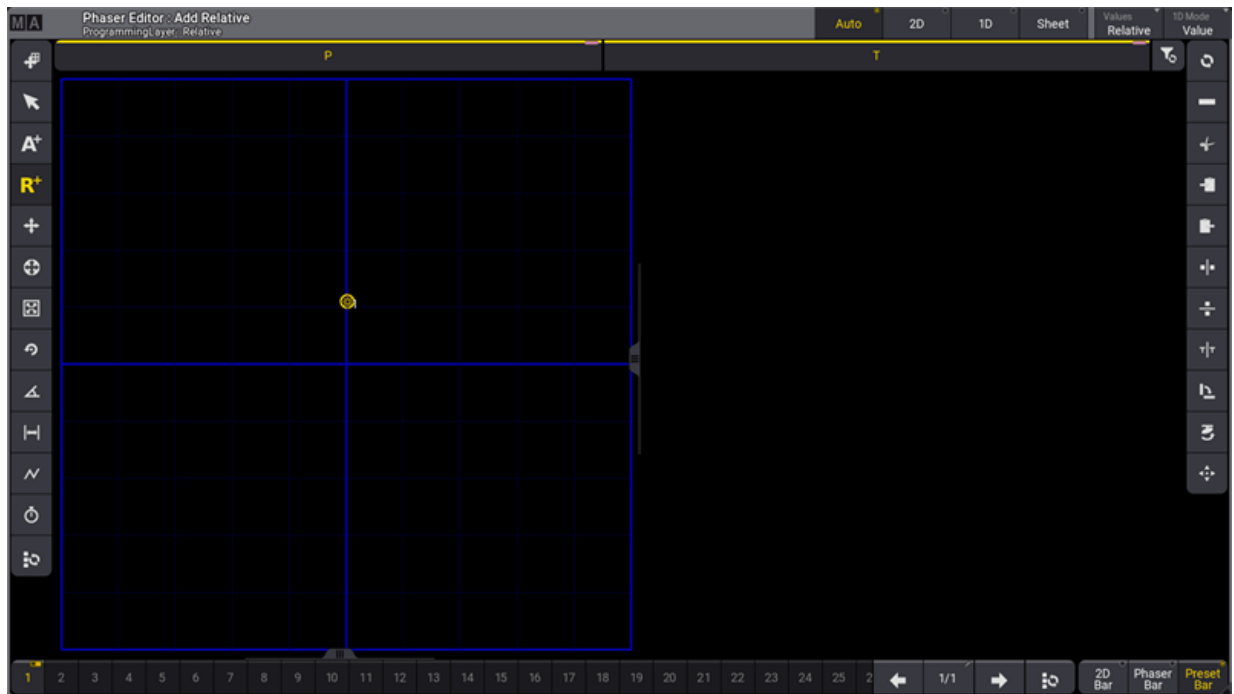 MA
Phaser Editor : Add Relative
ProgrammingLayer: Relative
Auto
2D
1D
Sheet
Values
Relative
1D Mode
Value
P
T
A+
R+
T|T
1
1 2 3 4 5 6 7 8 9 10 11 12 13 14 15 16 17 18 19 20 21 22 23 24 25 2
1/1
2D
Bar
Phaser
Bar
Preset
Bar